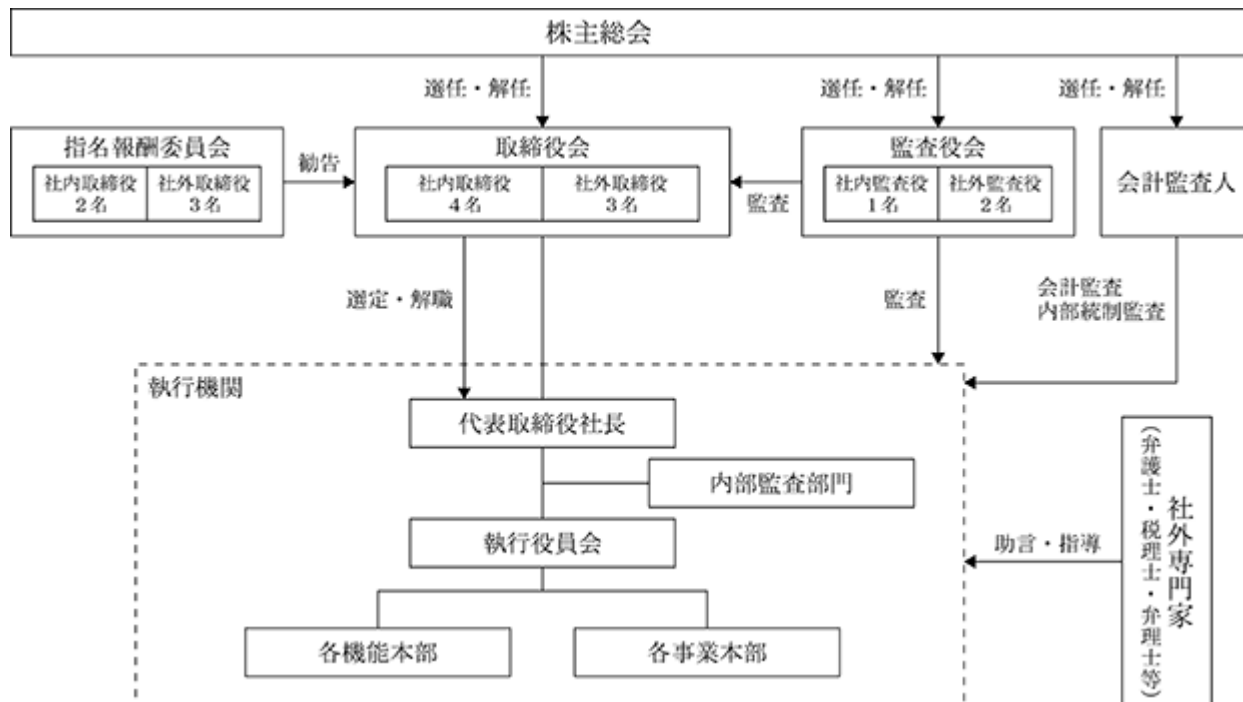 株主総会
選任・解任
選任・解任
選任・解任
指名報酬委員会
社内取締役
2名
社外取締役
3名
勧告
取締役会
社内取締役
4名
社外取締役
3名
監査
監査役会
社内監査役
1名
社外監査役
2名
会計監査人
選定・解職
監査
会計監査
内部統制監査
執行機関
代表取締役社長
内部監査部門
執行役員会
各機能本部
各事業本部
助言・指導
社外専門家
(弁護士・税理士・弁理士等)